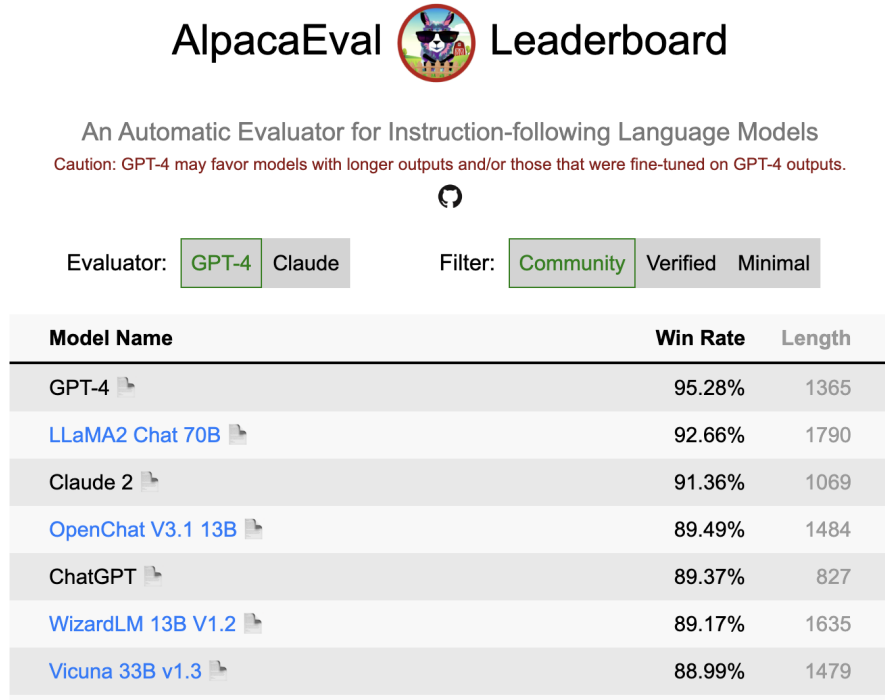 AlpacaEval Leaderboard
An Automatic Evaluator for Instruction-following Language Models
Caution: GPT-4 may favor models with longer outputs and/or those that were fine-tuned on GPT-4 outputs.
Evaluator: GPT-4 Claude Filter: Community Verified Minimal
Model Name Win Rate Length
GPT-4 95.28% 1365
LLaMA2 Chat 70B 92.66% 1790
Claude 2 91.36% 1069
OpenChat V3.1 13B 89.49% 1484
ChatGPT 89.37% 827
WizardLM 13B V1.2 89.17% 1635
Vicuna 33B v1.3 88.99% 1479